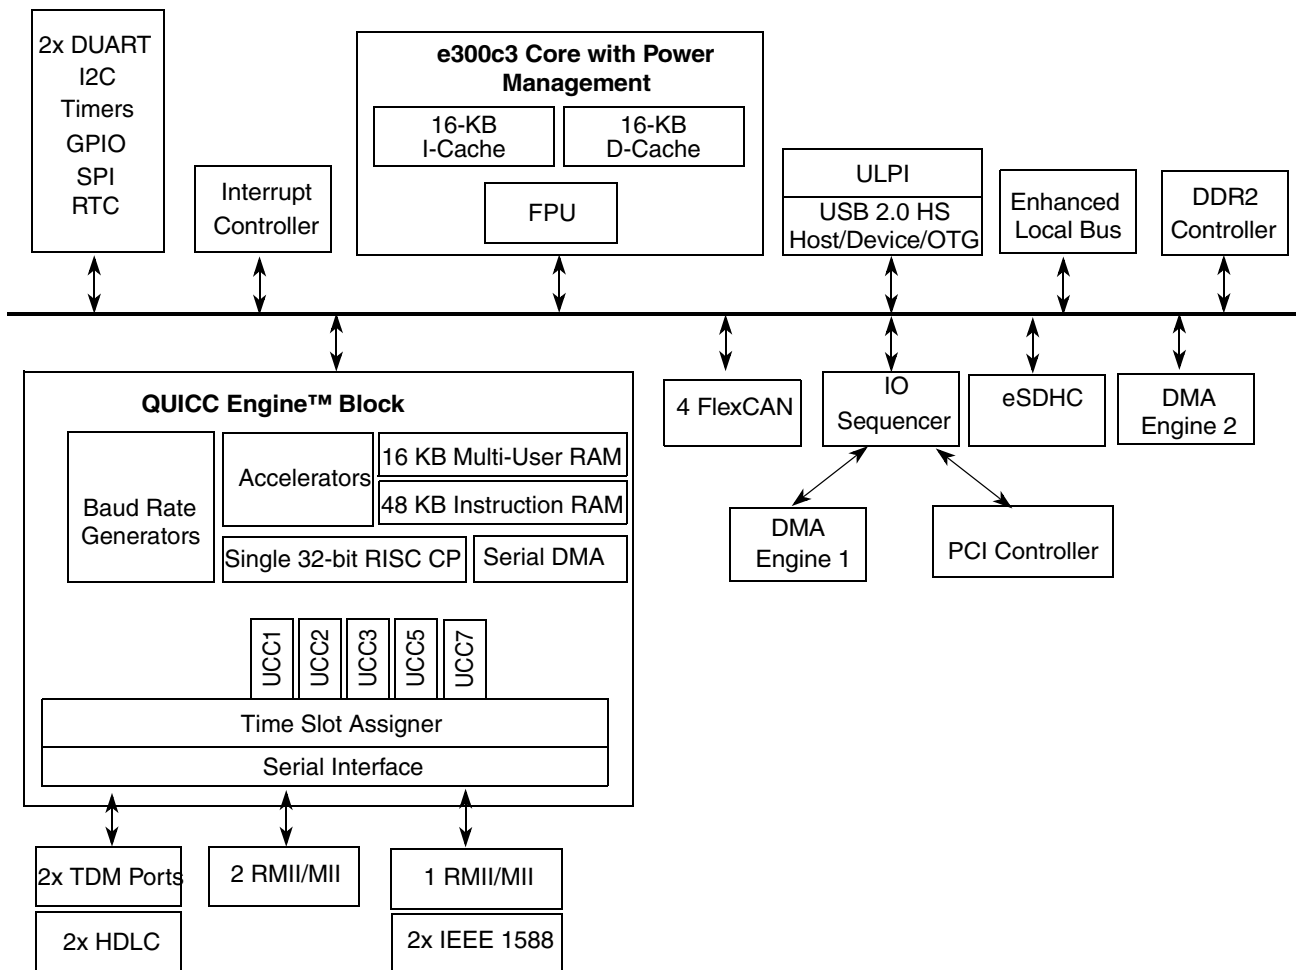 2x DUART
I2C
Timers
GPIO
SPI
RTC
Interrupt
Controller
e300c3 Core with Power
Management
16-KB
I-Cache
16-KB
D-Cache
FPU
ULPI
USB 2.0 HS
Host/Device/OTG
Enhanced
Local Bus
DDR2
Controller
QUICC Engine™ Block
Baud Rate
Generators
Accelerators
16 KB Multi-User RAM
48 KB Instruction RAM
Single 32-bit RISC CP
Serial DMA
UCC1
UCC2
UCC3
UCC5
UCC7
Time Slot Assigner
Serial Interface
4 FlexCAN
IO
Sequencer
eSDHC
DMA
Engine 2
DMA
Engine 1
PCI Controller
2x TDM Ports
2x HDLC
2 RMII/MII
1 RMII/MII
2x IEEE 1588